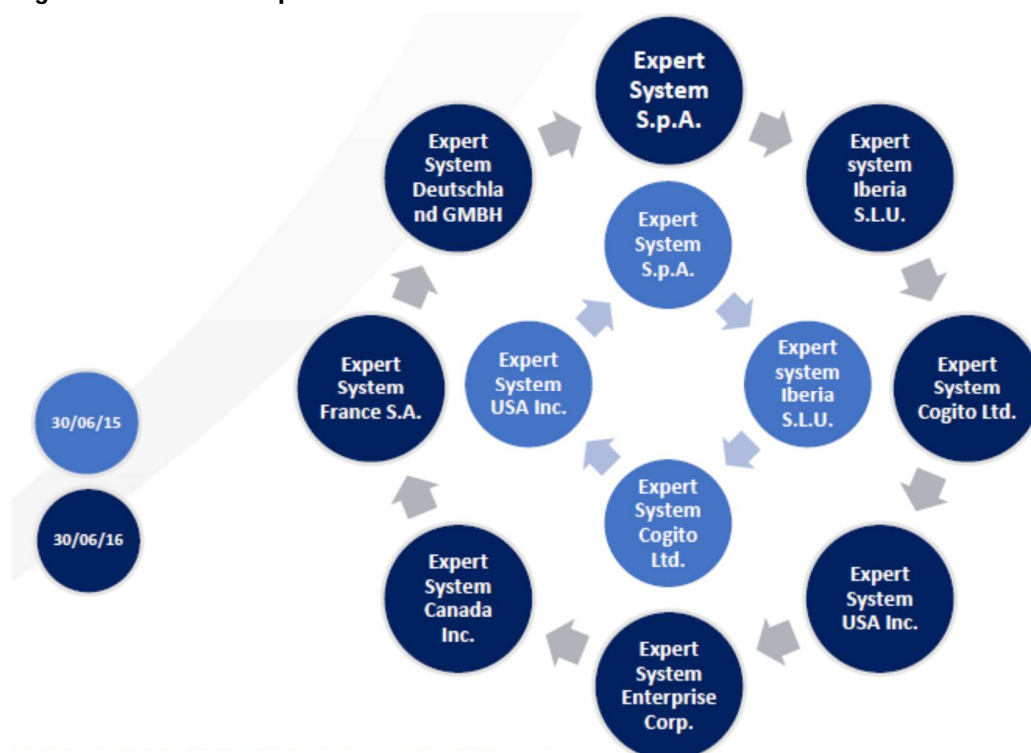 Expert
System
S.p.A.
Expert
system
Iberia
S.L.U.
Expert
System
Cogito Ltd.
Expert
System
USA Inc.
Expert
System
Enterprise
Corp.
Expert
System
Canada
Inc.
Expert
System
France S.A.
Expert
System
Deutschla
nd GMBH
Expert
System
S.p.A.
Expert
system
Iberia
S.L.U.
Expert
System
Cogito
Ltd.
Expert
System
USA Inc.
30/06/15
30/06/16